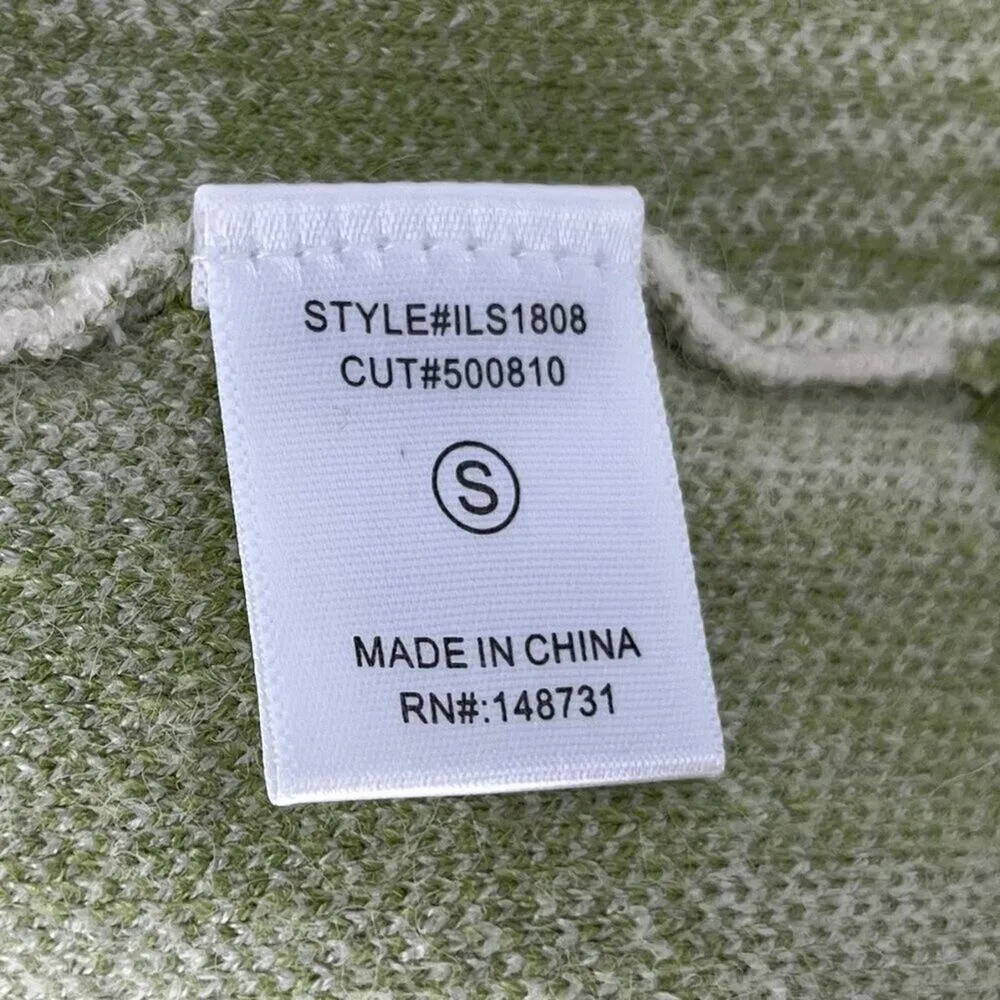 STYLE#ILS1808
CUT#500810
S
MADE IN CHINA
RN#:148731